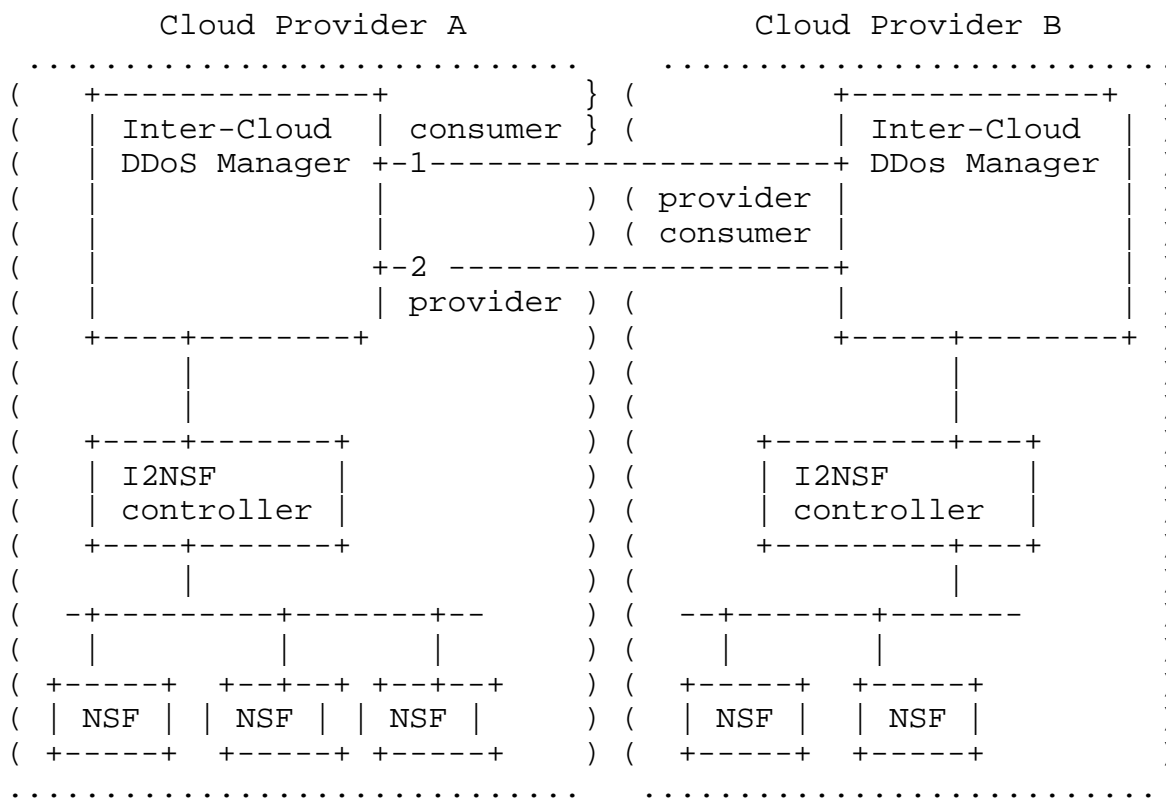 Cloud Provider A Cloud Provider B
Inter-Cloud consumer Inter-Cloud
DDoS Manager 1 DDos Manager
provider
consumer
2
provider
I2NSF I2NSF
controller controller
NSF NSF NSF NSF NSF